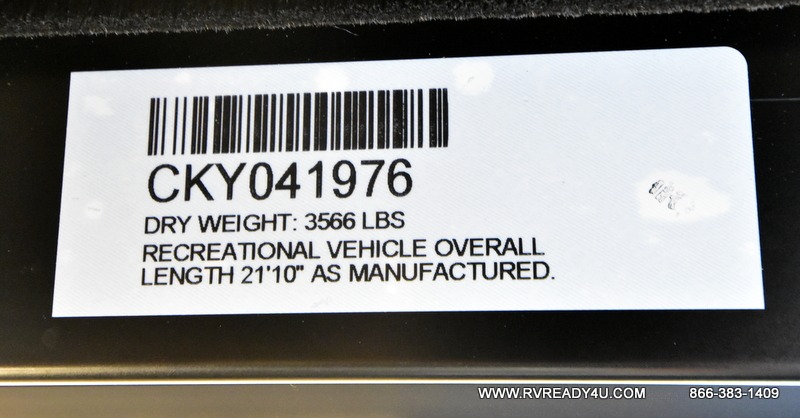 CKY041976
DRY WEIGHT: 3566 LBS
RECREATIONAL VEHICLE OVERALL
LENGTH 21'10" AS MANUFACTURED.
WWW.RVREADY4U.COM 866-383-1409